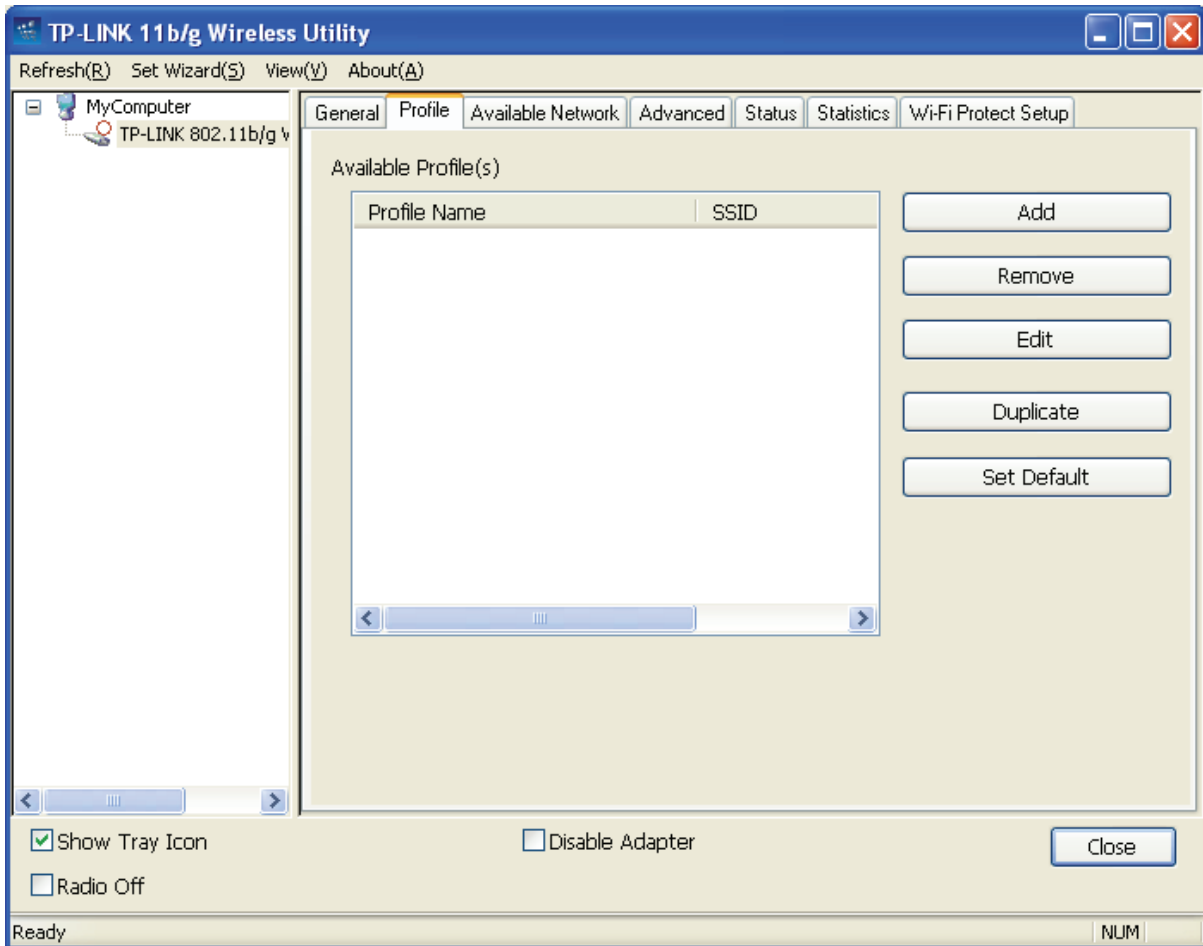 TP-LINK 11b/g Wireless Utility
Refresh(R) Set Wizard(S) View(V) About(A)
MyComputer
TP-LINK 802.11b/g
General Profile Available Network Advanced Status Statistics Wi-Fi Protect Setup
Available Profile(s)
Profile Name SSID
Add
Remove
Edit
Duplicate
Set Default
Show Tray Icon
Disable Adapter
Close
Radio Off
Ready
NUM